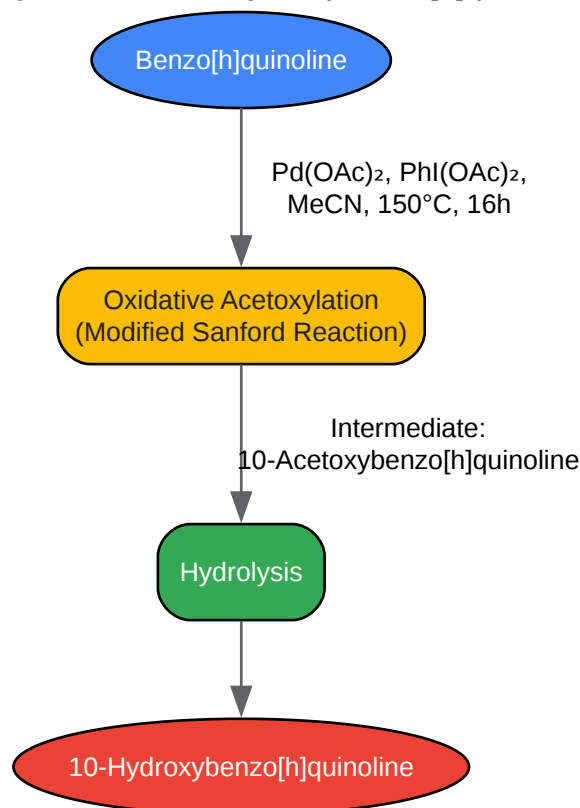 Benzo[h]quinoline
Pd(OAc)₂, PhI(OAc)₂,
MeCN, 150°C, 16h
Oxidative Acetoxylation
(Modified Sanford Reaction)
Intermediate:
10-Acetoxybenzo[h]quinoline
Hydrolysis
10-Hydroxybenzo[h]quinoline